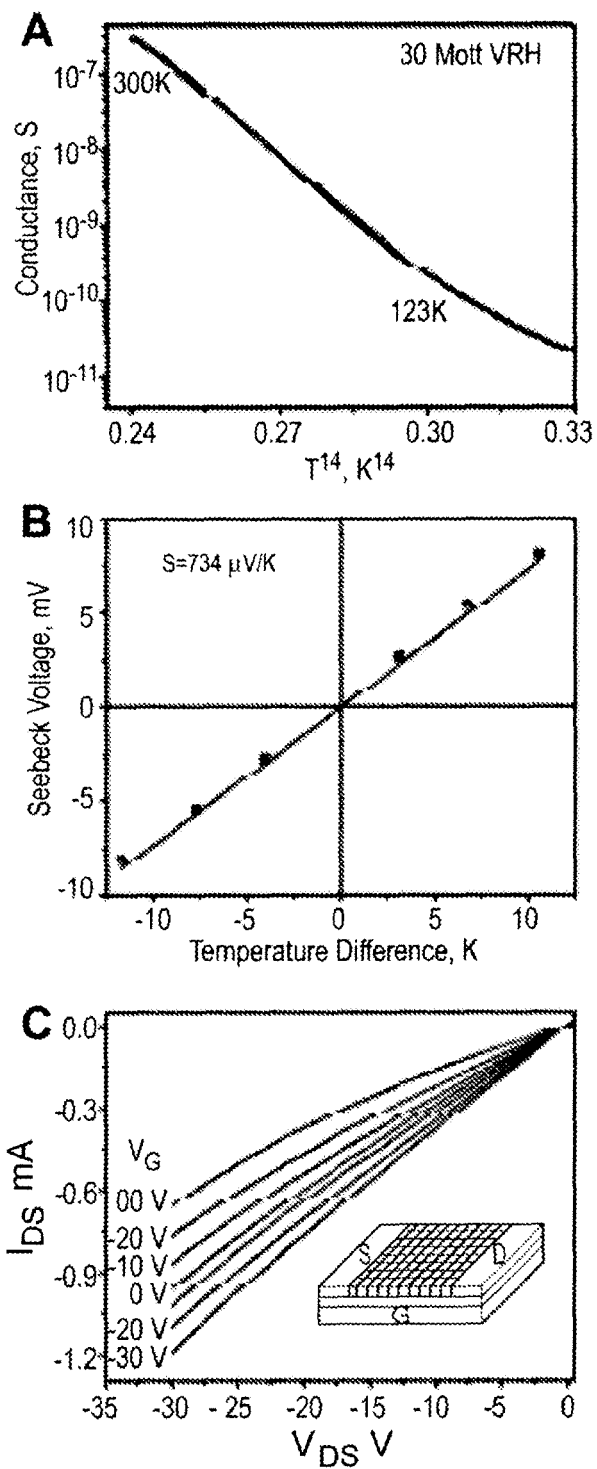 A
30 Mott VRH
300K
123K
10-7
10-8
10-9
10-10
10-11
Conductance, S
0.24 0.27 0.30 0.33
T14, K14
B
S=734 μV/K
10
5
0
-5
-10
Seebeck Voltage, mV
-10 -5 0 5 10
Temperature Difference, K
C
0.0
-0.3
-0.6
-0.9
-1.2
IDS mA
VG
00 V
-20 V
-10 V
0 V
-20 V
-30 V
S D
G
-35 -30 - 25 -20 -15 -10 -5 0
VDS V